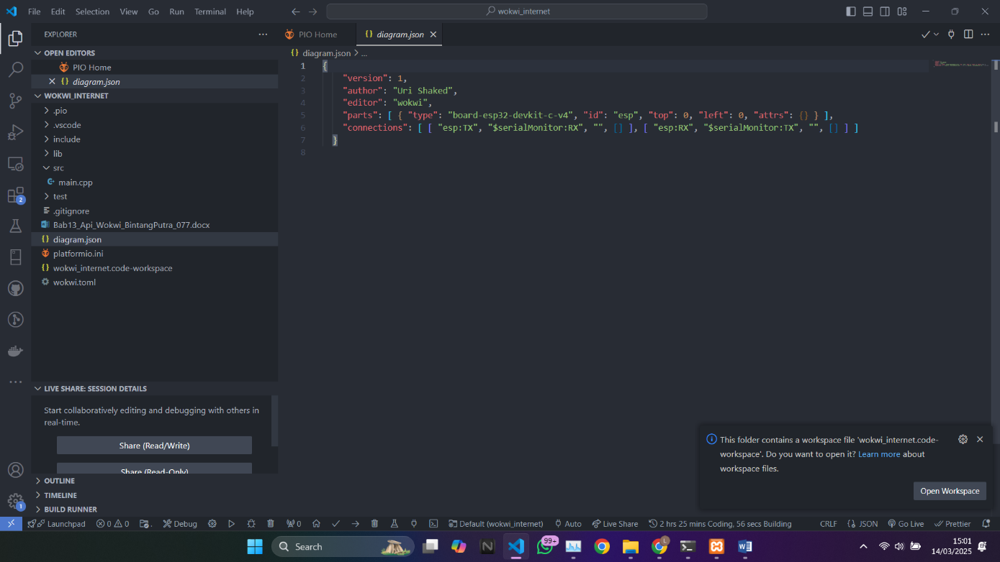 File Edit Selection View Go Run Terminal Help
wokwi_internet
EXPLORER
PIO Home
diagram.json
OPEN EDITORS
PIO Home
diagram.json
WOKWI_INTERNET
.pio
.vscode
include
lib
src
main.cpp
test
.gitignore
Bab13_Api_Wokwi_BintangPutra_077.docx
diagram.json
platformio.ini
wokwi_internet.code-workspace
wokwi.toml
2
LIVE SHARE: SESSION DETAILS
Start collaboratively editing and debugging with others in
real-time.
Share (Read/Write)
Share (Read-Only)
OUTLINE
TIMELINE
BUILD RUNNER
1
{} diagram.json > ...
1 {
2 "version": 1,
3 "author": "Uri Shaked",
4 "editor": "wokwi",
5 "parts": [ { "type": "board-esp32-devkit-c-v4", "id": "esp", "top": 0, "left": 0, "attrs": {} } ],
6 "connections": [ [ "esp:TX", "$serialMonitor:RX", "", [] ], [ "esp:RX", "$serialMonitor:TX", "", [] ] ]
7 }
8
This folder contains a workspace file 'wokwi_internet.code-
workspace'. Do you want to open it? Learn more about
workspace files.
Open Workspace
Launchpad 0 0 Debug 0 Default (wokwi_internet) Auto Live Share 2 hrs 25 mins Coding, 56 secs Building CRLF {} JSON Go Live Prettier
Search
99+
L
15:01
14/03/2025